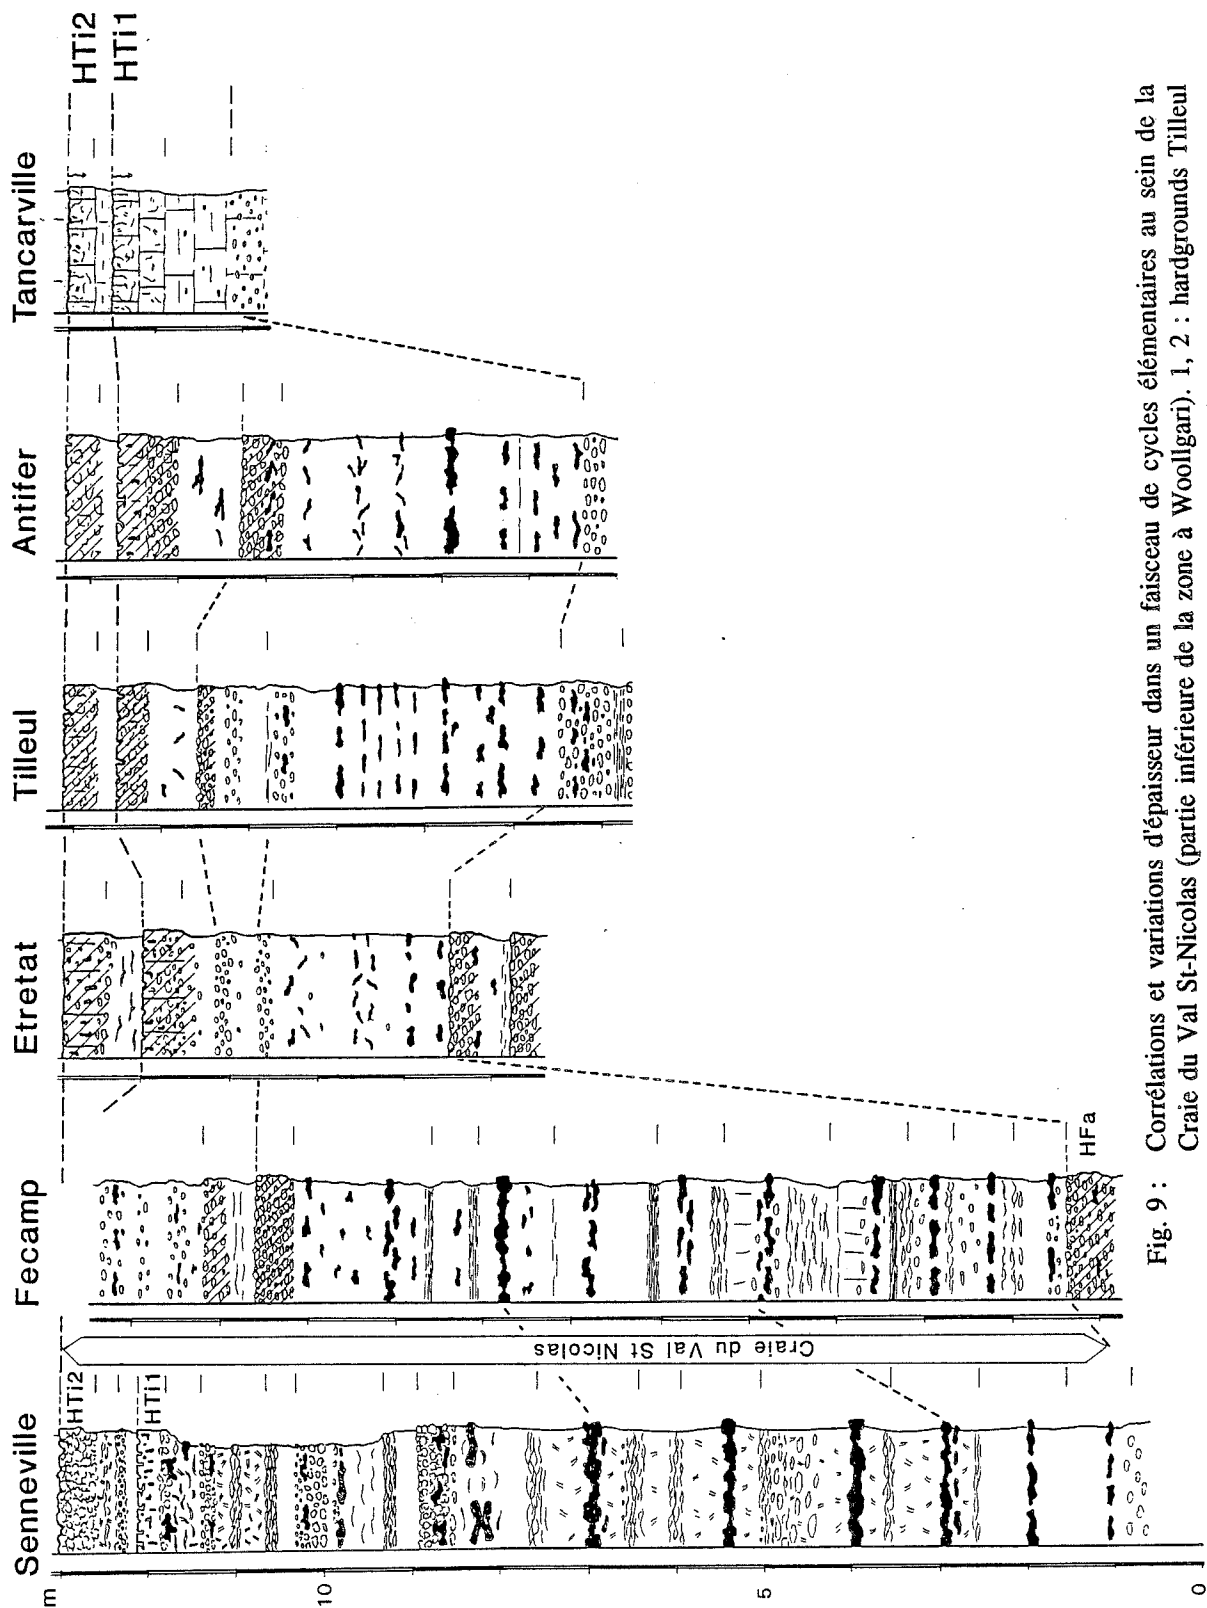 Senneville
Fecamp
Etretat
Tilleul
Antifer
Tancarville
HTi2
HTi1
m
HTi2
HTi1
10
5
0
Craie du Val St Nicolas
HFa
Fig. 9 : Corrélations et variations d'épaisseur dans un faisceau de cycles élémentaires au sein de la
Craie du Val St-Nicolas (partie inférieure de la zone à Woollgari). 1, 2 : hardgrounds Tilleul